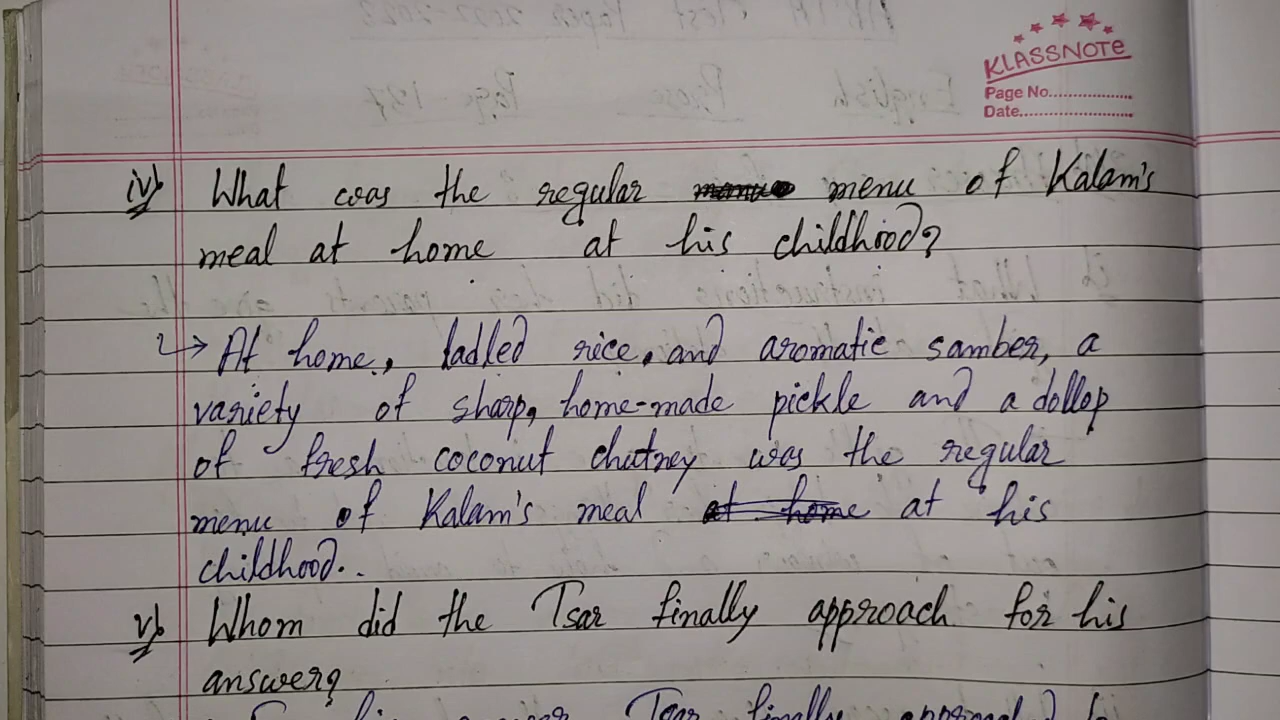 KLASSNOTE
Page No..................
Date.........................
iv) What was the regular menu of Kalam's
meal at home at his childhood?
→ At home, ladled rice, and aromatic samber, a
variety of sharp, home-made pickle and a dollop
of fresh coconut chutney was the regular
menu of Kalam's meal at home at his
childhood..
v) Whom did the Tsar finally approach for his
answer?
Tsar finally approached